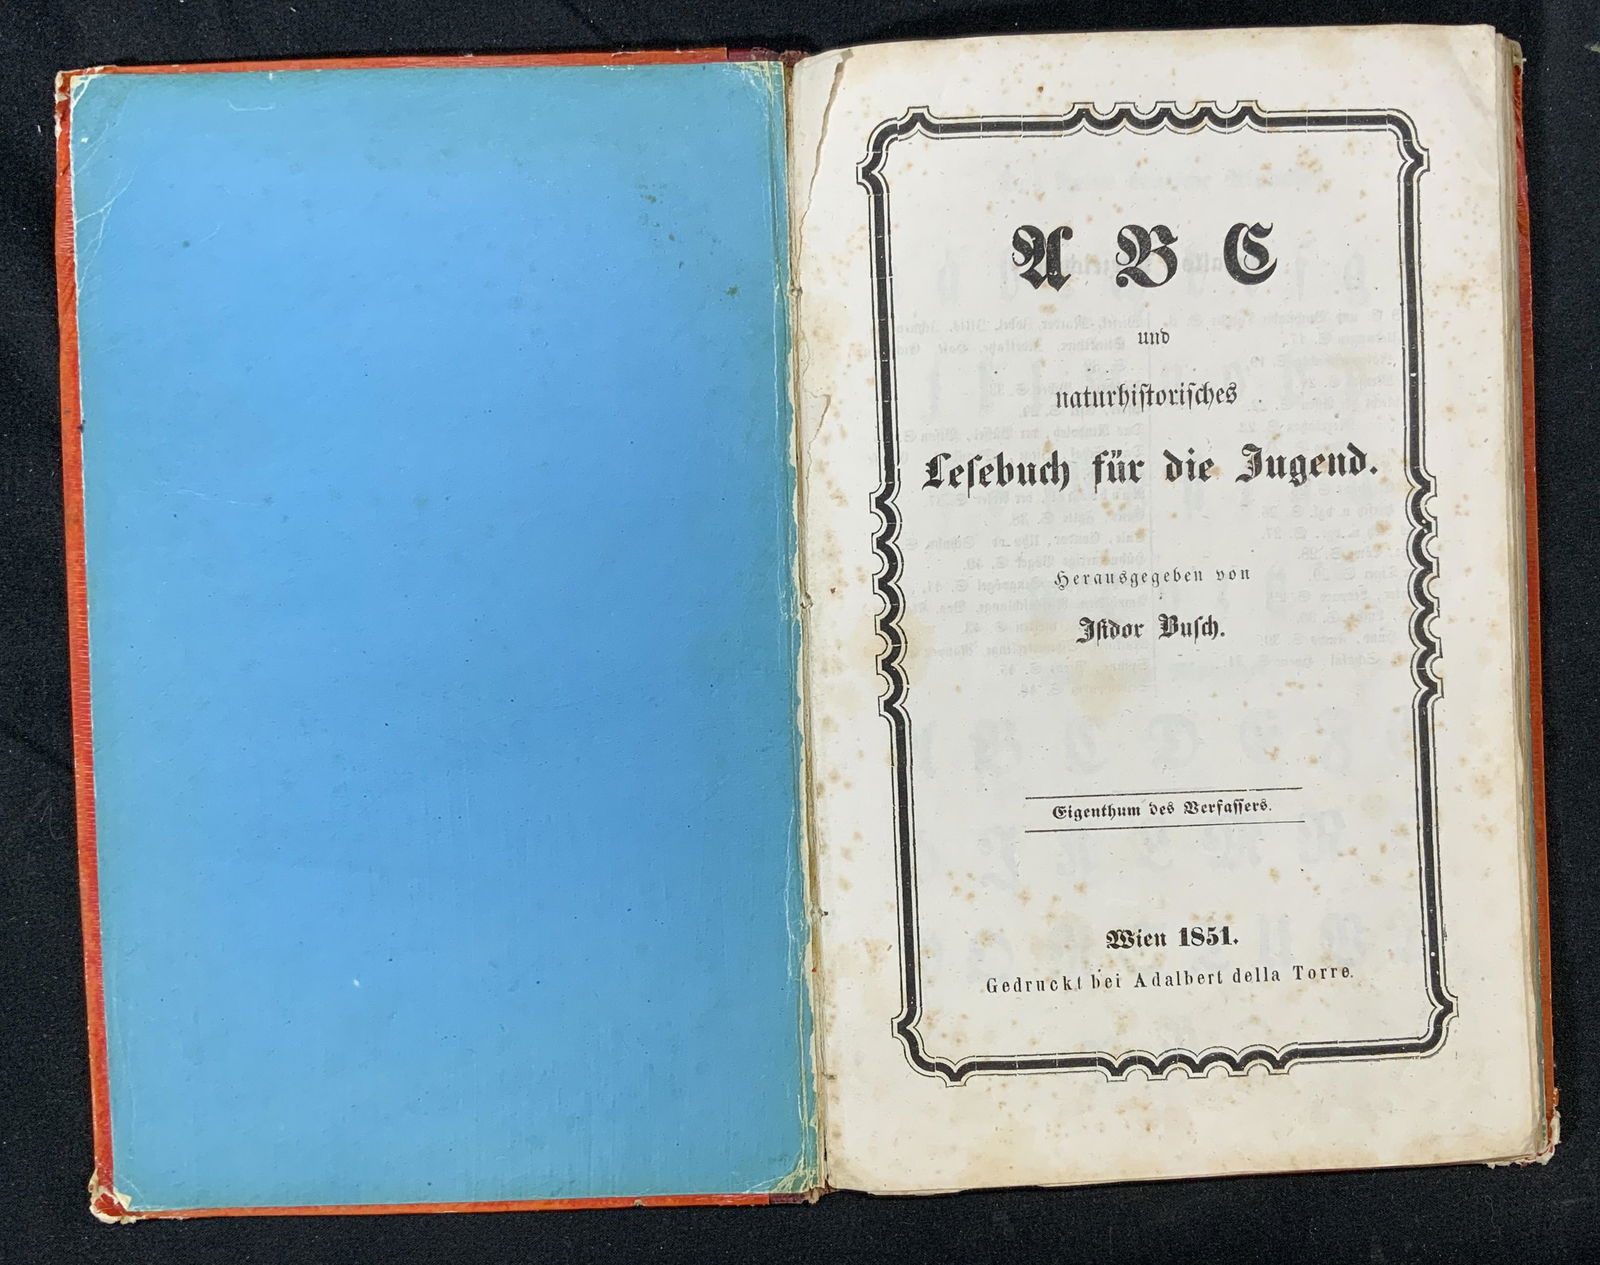 A B C
und
naturhistorisches
Lesebuch für die Jugend.
Herausgegeben von
Isidor Busch.
Eigenthum des Verfassers.
Wien 1851.
Gedruckt bei Adalbert della Torre.